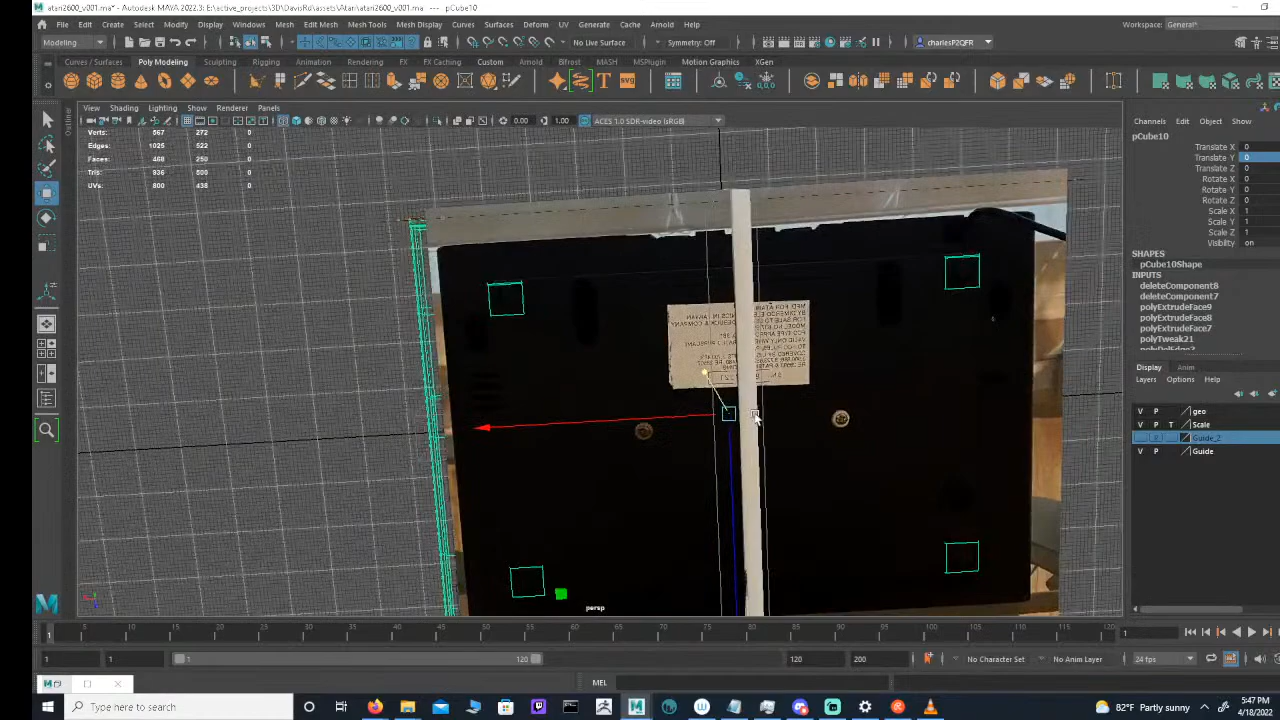 atari2600_v001.ma* - Autodesk MAYA 2022.3: E:\active_projects\3D\DavisRd\assets\Atari\atari2600_v001.ma --- pCube10
File Edit Create Select Modify Display Windows Mesh Edit Mesh Mesh Tools Mesh Display Curves Surfaces Deform UV Generate Cache Arnold Help
Workspace: General*
Modeling
No Live Surface
Symmetry: Off
charlesP2QFR
Curves / Surfaces Poly Modeling Sculpting Rigging Animation Rendering FX FX Caching Custom Arnold Bifrost MASH MSPlugin Motion Graphics XGen
View Shading Lighting Show Renderer Panels
0.00 1.00 ACES 1.0 SDR-video (sRGB)
Channels Edit Object Show
Outliner
Verts: 567 272 0
Edges: 1025 522 0
Faces: 468 250 0
Tris: 936 500 0
UVs: 800 438 0
pCube10
Translate X 0
Translate Y 0
Translate Z 0
Rotate X 0
Rotate Y 0
Rotate Z 0
Scale X 1
Scale Y 1
Scale Z 1
Visibility on
SHAPES
pCube10Shape
INPUTS
deleteComponent8
deleteComponent7
polyExtrudeFace9
polyExtrudeFace8
polyExtrudeFace7
polyTweak21
Display Anim
Layers Options Help
V P geo
V P T Scale
Guide_2
V P Guide
persp
5 10 15 20 25 30 35 40 45 50 55 60 65 70 75 80 85 90 95 100 105 110 115 120
1
1
1 1 1 120 120 200
No Character Set
No Anim Layer
24 fps
MEL
Type here to search
82°F Partly sunny
5:47 PM
4/18/2022